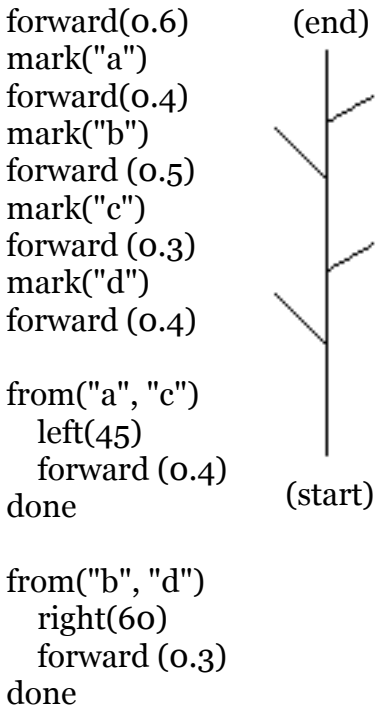 forward(0.6)
mark("a")
forward(0.4)
mark("b")
forward (0.5)
mark("c")
forward (0.3)
mark("d")
forward (0.4)
from("a", "c")
left(45)
forward (0.4)
done
from("b", "d")
right(60)
forward (0.3)
done
(end)
(start)